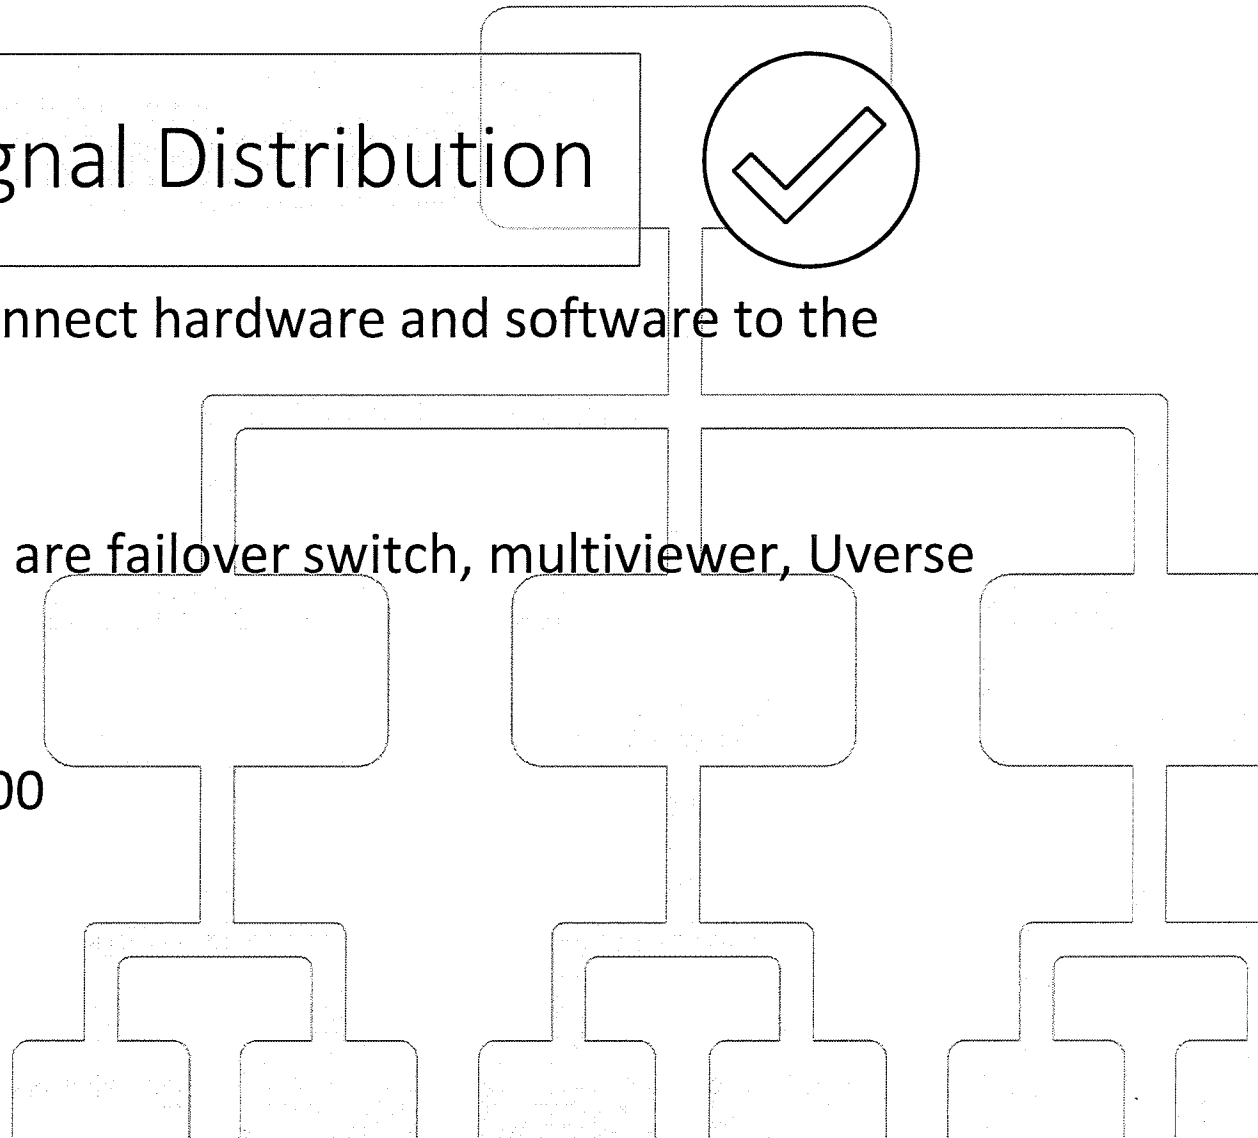 gnal Distribution
nnect hardware and software to the
are failover switch, multiviewer, Uverse
00